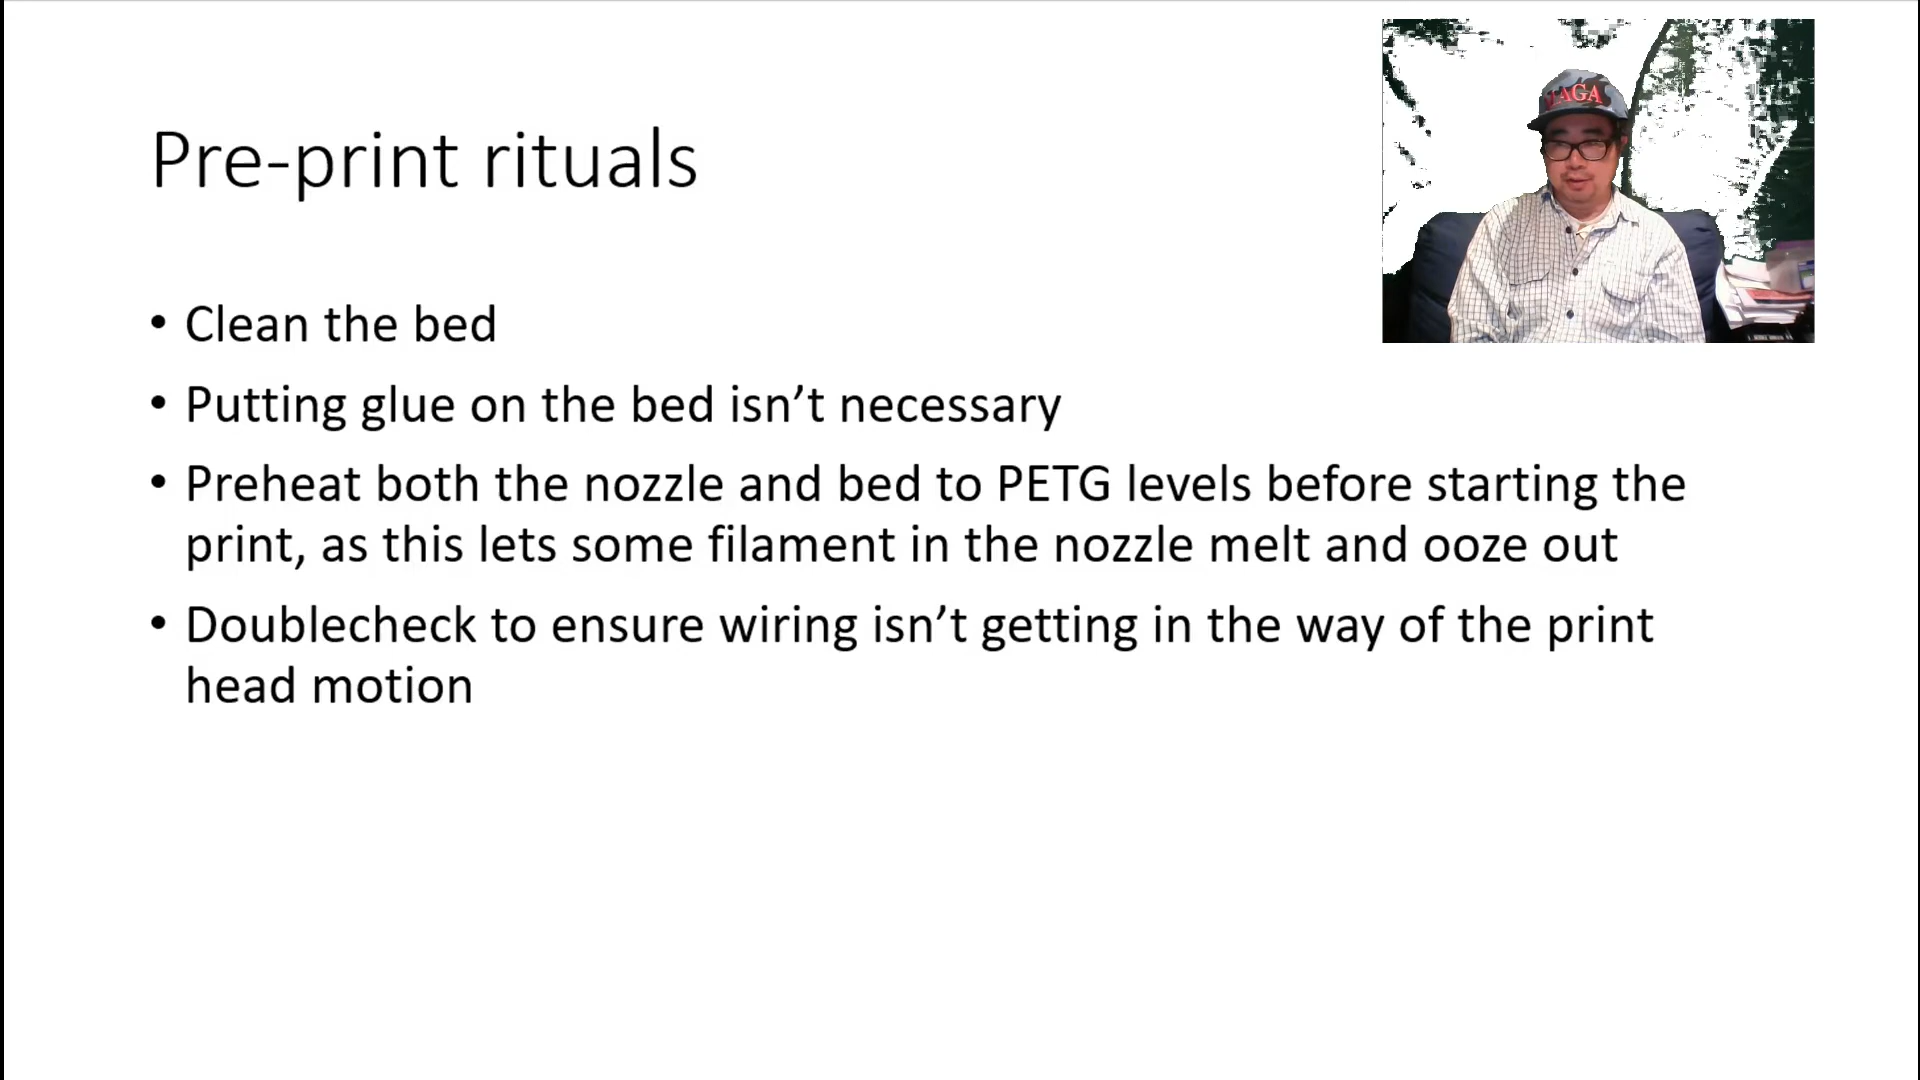 AGA
Pre-print rituals
• Clean the bed
• Putting glue on the bed isn’t necessary
• Preheat both the nozzle and bed to PETG levels before starting the
print, as this lets some filament in the nozzle melt and ooze out
• Doublecheck to ensure wiring isn’t getting in the way of the print
head motion